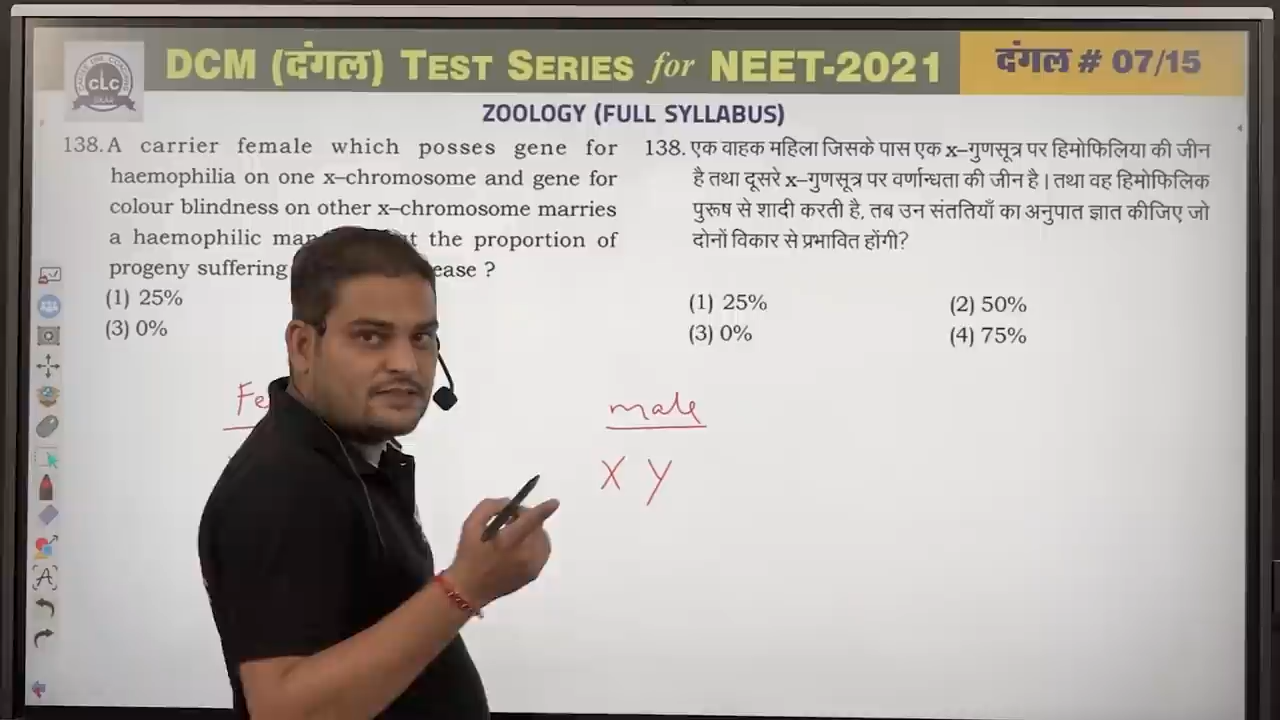 DCM (दंगल) TEST SERIES for NEET-2021
दंगल # 07/15
CLC
ZOOLOGY (FULL SYLLABUS)
138. A carrier female which posses gene for
haemophilia on one x–chromosome and gene for
colour blindness on other x–chromosome marries
a haemophilic the proportion of
progeny suffering ?
(1) 25%
(3) 0%
138. एक वाहक महिला जिसके पास एक x–गुणसूत्र पर हिमोफिलिया की जीन
है तथा दूसरे x–गुणसूत्र पर वर्णान्धता की जीन है। तथा वह हिमोफिलिक
पुरूष से शादी करती है, तब उन संततियाँ का अनुपात ज्ञात कीजिए जो
दोनों विकार से प्रभावित होंगी?
(1) 25% (2) 50%
(3) 0% (4) 75%
male
X Y